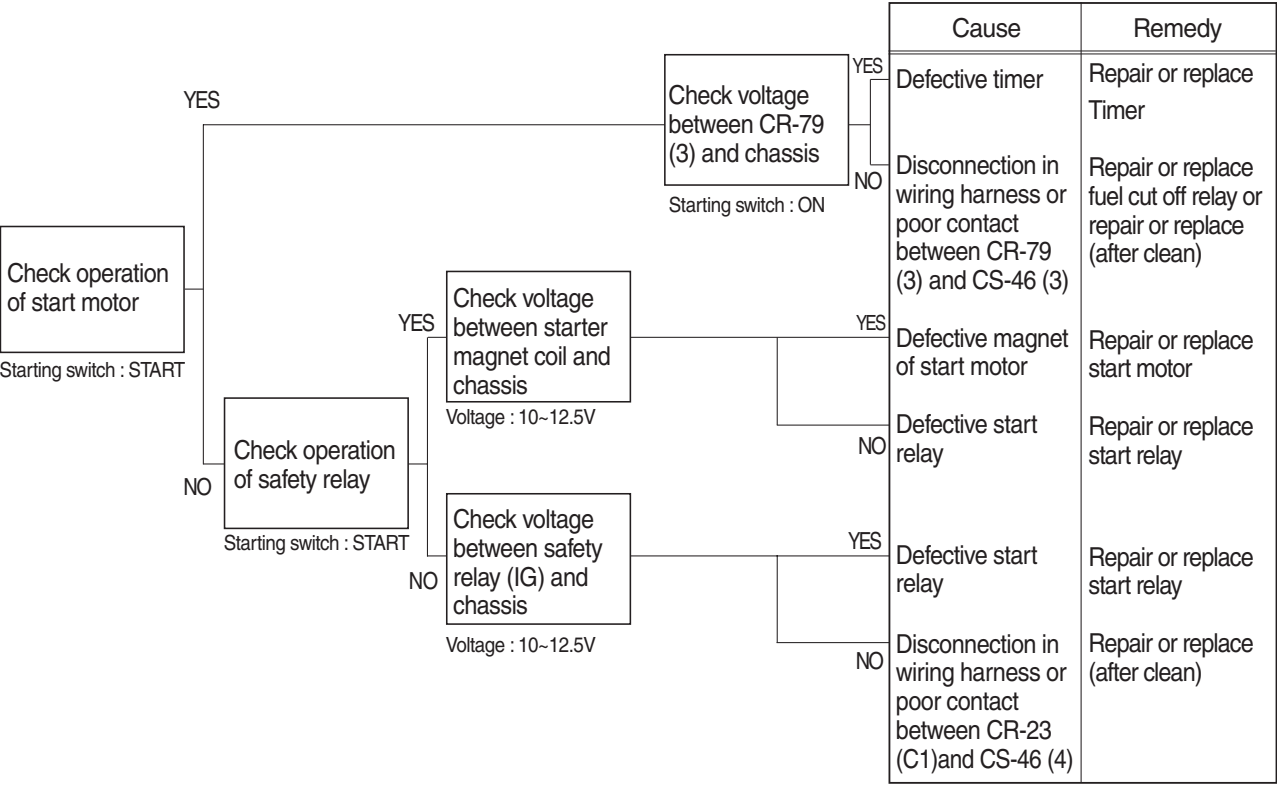 Cause
Remedy
YES
Check voltage
between CR-79
(3) and chassis
Starting switch : ON
YES
Defective timer
Repair or replace
Timer
NO
Disconnection in
wiring harness or
poor contact
between CR-79
(3) and CS-46 (3)
Repair or replace
fuel cut off relay or
repair or replace
(after clean)
Check operation
of start motor
Starting switch : START
YES
Check voltage
between starter
magnet coil and
chassis
Voltage : 10~12.5V
YES
Defective magnet
of start motor
Repair or replace
start motor
NO
Defective start
relay
Repair or replace
start relay
NO
Check operation
of safety relay
Starting switch : START
NO
Check voltage
between safety
relay (IG) and
chassis
Voltage : 10~12.5V
YES
Defective start
relay
Repair or replace
start relay
NO
Disconnection in
wiring harness or
poor contact
between CR-23
(C1)and CS-46 (4)
Repair or replace
(after clean)